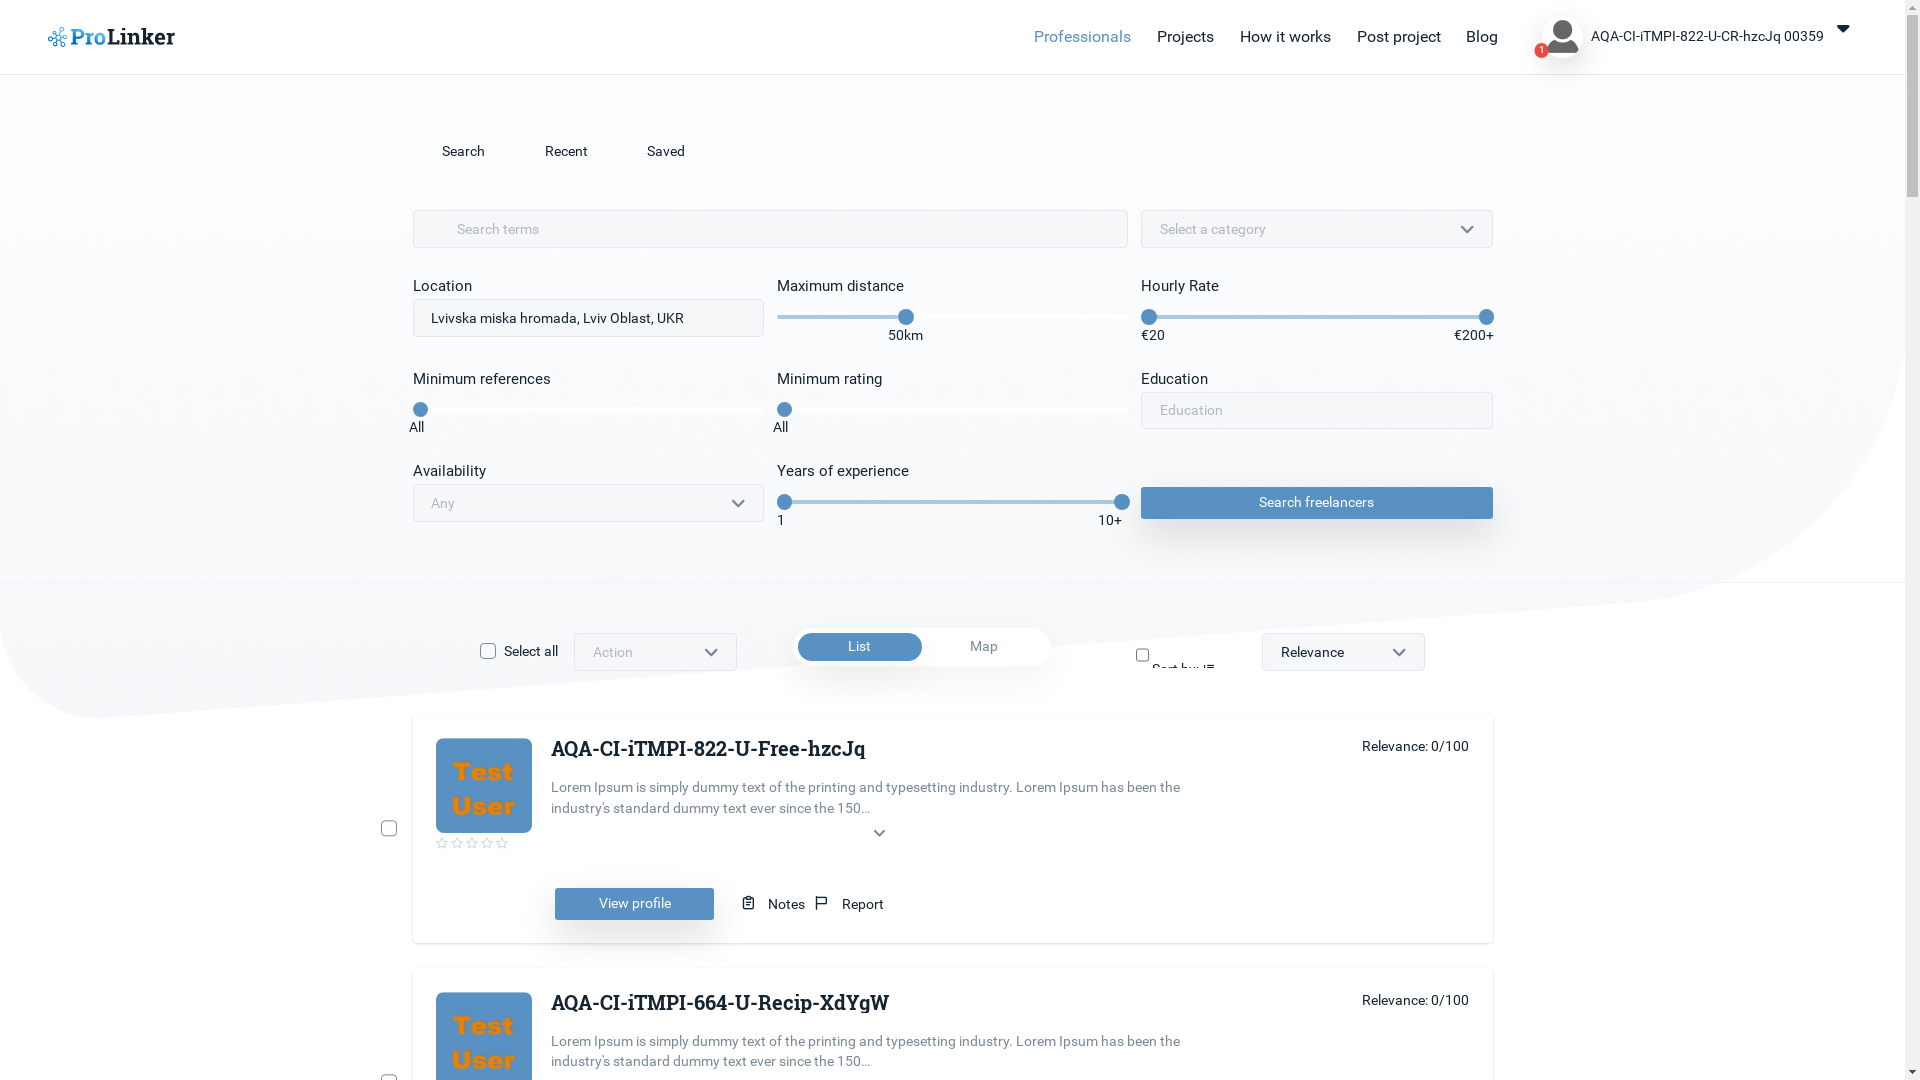 ProLinker
Professionals
Projects
How it works
Post project
Blog
1
AQA-CI-iTMPI-822-U-CR-hzcJq 00359
Search
Recent
Saved
Search terms
Select a category
Location
Maximum distance
Hourly Rate
Lvivska miska hromada, Lviv Oblast, UKR
50km
€20
€200+
Minimum references
Minimum rating
Education
All
All
Education
Availability
Years of experience
Any
1
10+
Search freelancers
Select all
Action
List
Map
Sort by:
Relevance
AQA-CI-iTMPI-822-U-Free-hzcJq
Relevance: 0/100
Test
User
Lorem Ipsum is simply dummy text of the printing and typesetting industry. Lorem Ipsum has been the
industry's standard dummy text ever since the 150...
View profile
Notes
Report
AQA-CI-iTMPI-664-U-Recip-XdYgW
Relevance: 0/100
Test
User
Lorem Ipsum is simply dummy text of the printing and typesetting industry. Lorem Ipsum has been the
industry's standard dummy text ever since the 150...